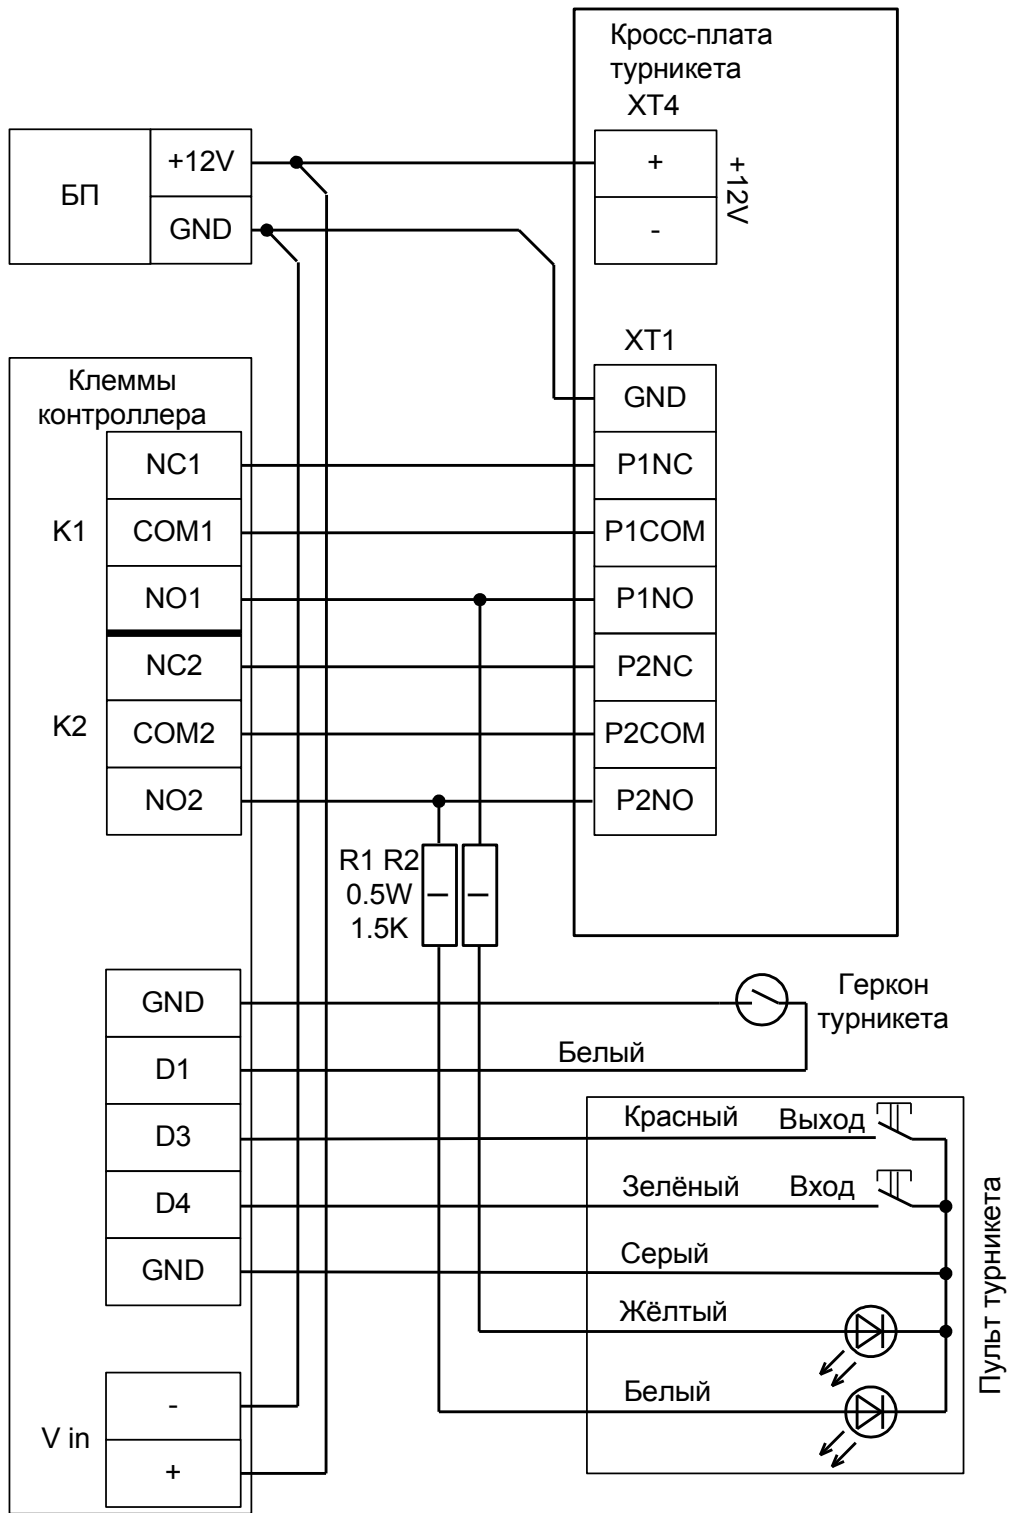 Кросс-плата
турникета
XT4
+
-
+12V
БП
+12V
GND
XT1
GND
P1NC
P1COM
P1NO
P2NC
P2COM
P2NO
Клеммы
контроллера
K1
NC1
COM1
NO1
K2
NC2
COM2
NO2
R1 R2
0.5W
1.5K
GND
D1
D3
D4
GND
V in
-
+
Геркон
турникета
Белый
Красный
Выход
Зелёный
Вход
Серый
Жёлтый
Белый
Пульт турникета